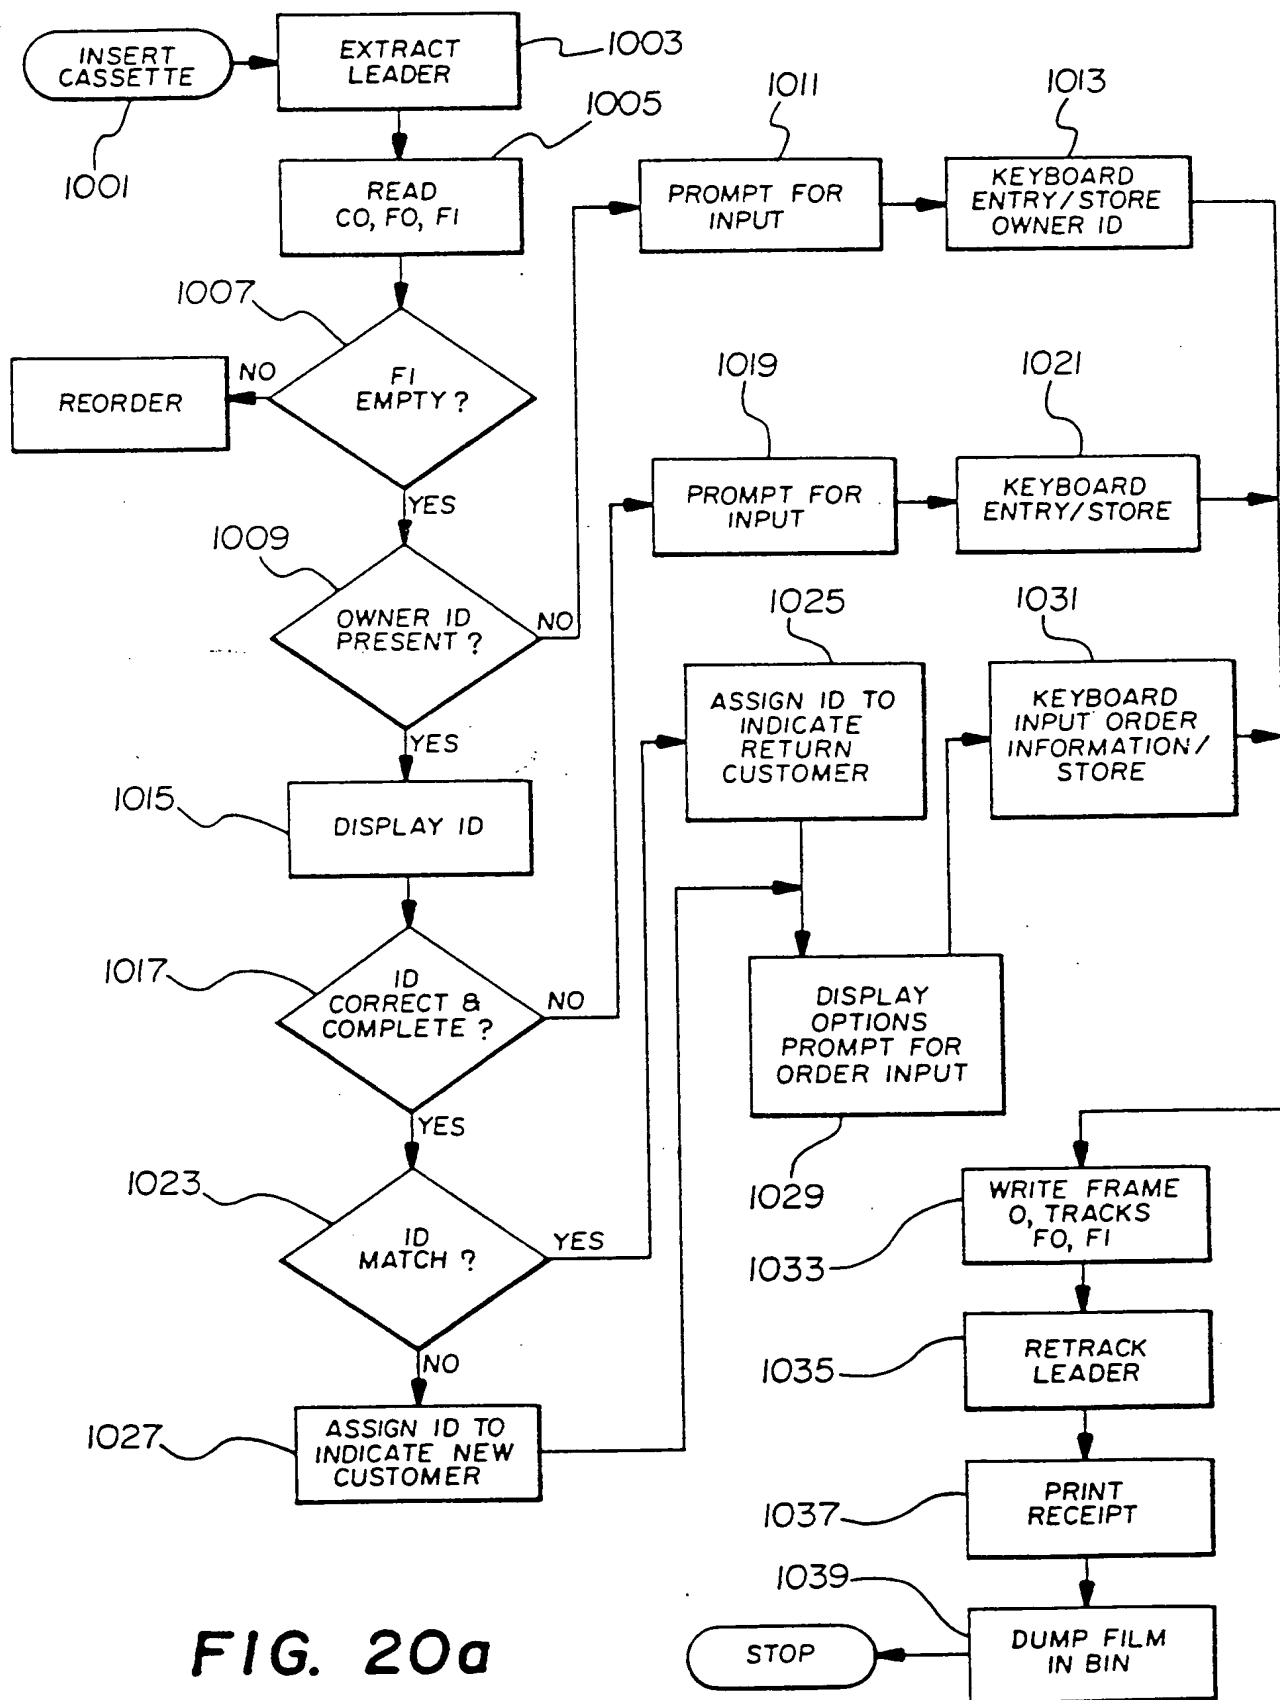 INSERT
CASSETTE
1001
EXTRACT
LEADER
1003
1005
READ
CO, FO, FI
1007
FI
EMPTY ?
NO
REORDER
YES
1009
OWNER ID
PRESENT ?
NO
YES
1011
PROMPT FOR
INPUT
1013
KEYBOARD
ENTRY/STORE
OWNER ID
1015
DISPLAY ID
1017
ID
CORRECT &
COMPLETE ?
NO
YES
1019
PROMPT FOR
INPUT
1021
KEYBOARD
ENTRY/STORE
1023
ID
MATCH ?
YES
NO
1025
ASSIGN ID TO
INDICATE
RETURN
CUSTOMER
1027
ASSIGN ID TO
INDICATE NEW
CUSTOMER
DISPLAY
OPTIONS
PROMPT FOR
ORDER INPUT
1029
1031
KEYBOARD
INPUT ORDER
INFORMATION/
STORE
WRITE FRAME
O, TRACKS
FO, FI
1033
RETRACK
LEADER
1035
PRINT
RECEIPT
1037
1039
DUMP FILM
IN BIN
STOP
FIG. 20a